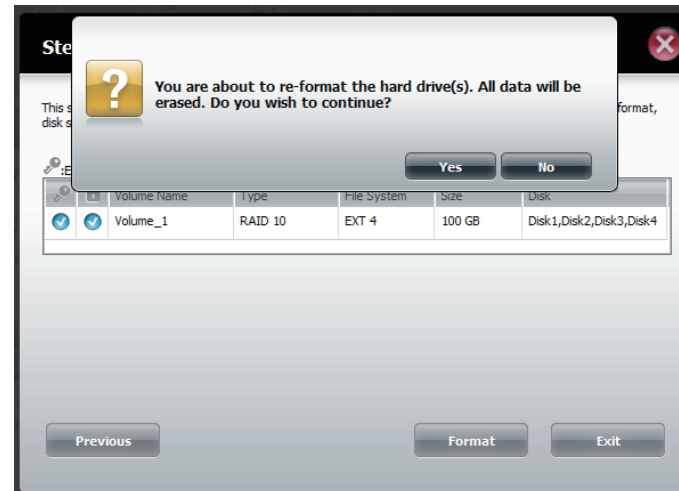 Ste
You are about to re-format the hard drive(s). All data will be
erased. Do you wish to continue?
This s
format,
disk s
:E
Yes
No
Volume Name Type File System Size Disk
Volume_1 RAID 10 EXT 4 100 GB Disk1,Disk2,Disk3,Disk4
Previous
Format
Exit